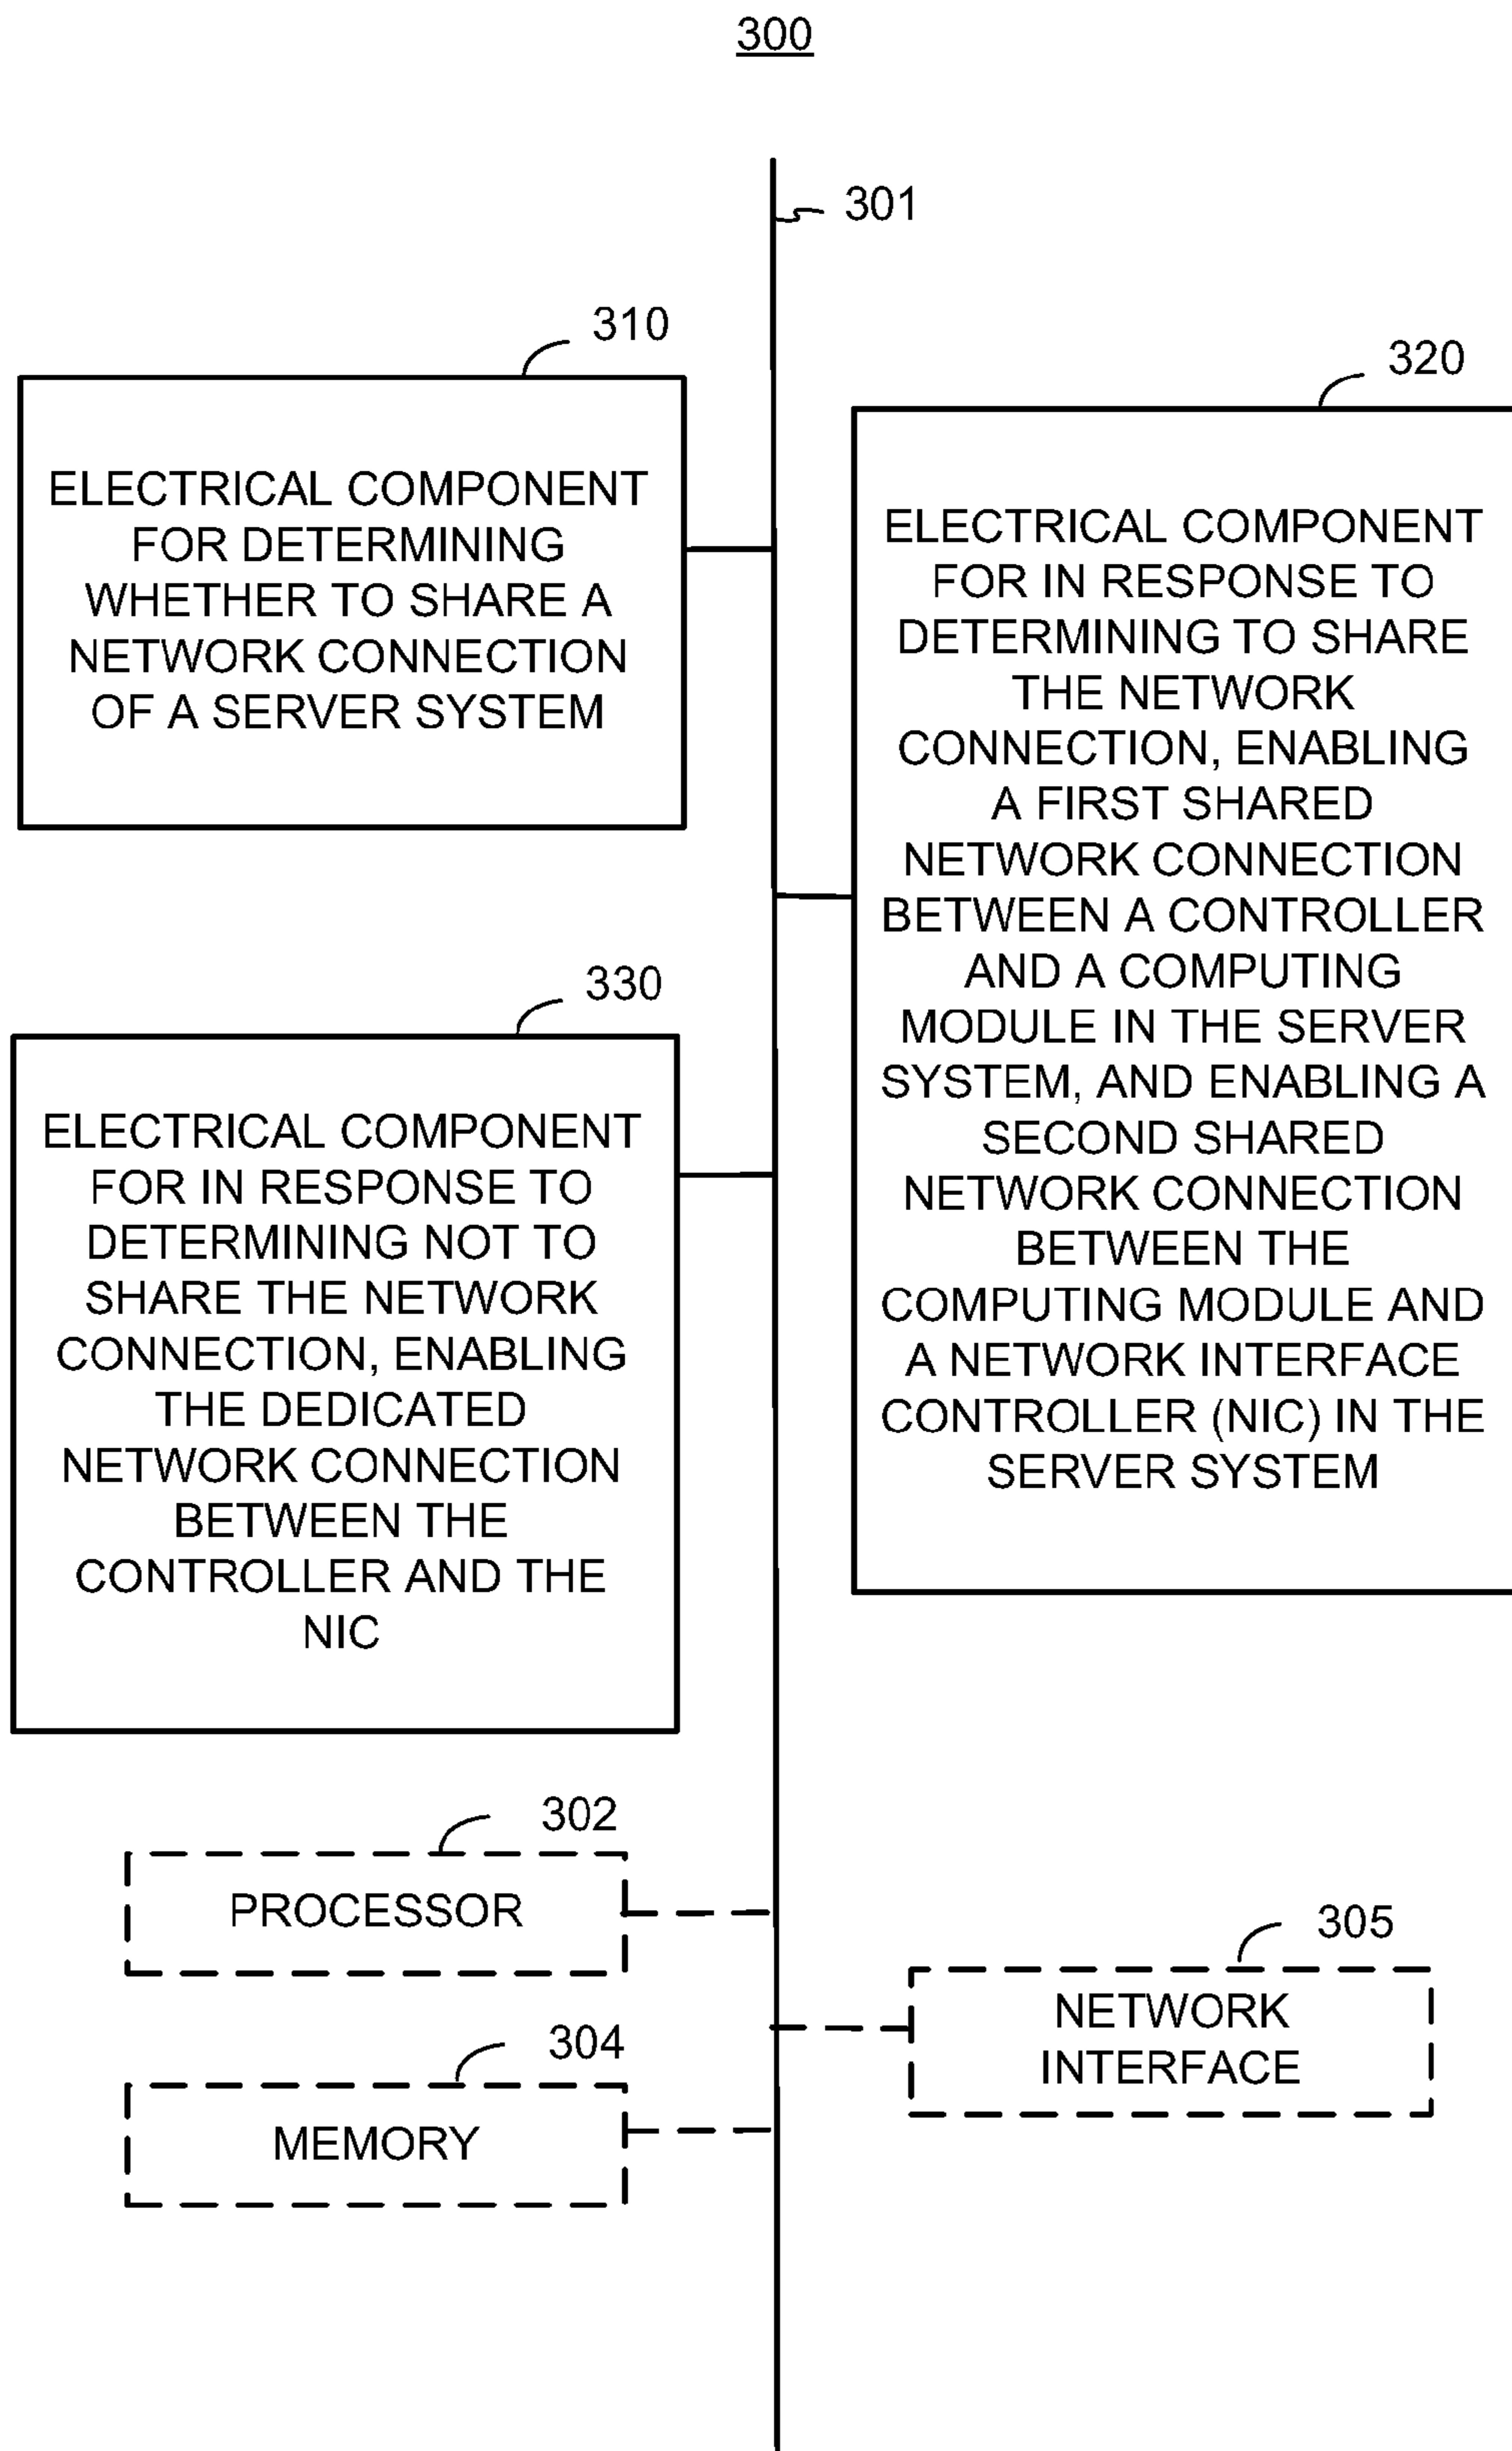 300
301
310
ELECTRICAL COMPONENT
FOR DETERMINING
WHETHER TO SHARE A
NETWORK CONNECTION
OF A SERVER SYSTEM
320
ELECTRICAL COMPONENT
FOR IN RESPONSE TO
DETERMINING TO SHARE
THE NETWORK
CONNECTION, ENABLING
A FIRST SHARED
NETWORK CONNECTION
BETWEEN A CONTROLLER
AND A COMPUTING
MODULE IN THE SERVER
SYSTEM, AND ENABLING A
SECOND SHARED
NETWORK CONNECTION
BETWEEN THE
COMPUTING MODULE AND
A NETWORK INTERFACE
CONTROLLER (NIC) IN THE
SERVER SYSTEM
330
ELECTRICAL COMPONENT
FOR IN RESPONSE TO
DETERMINING NOT TO
SHARE THE NETWORK
CONNECTION, ENABLING
THE DEDICATED
NETWORK CONNECTION
BETWEEN THE
CONTROLLER AND THE
NIC
302
PROCESSOR
305
NETWORK
INTERFACE
304
MEMORY